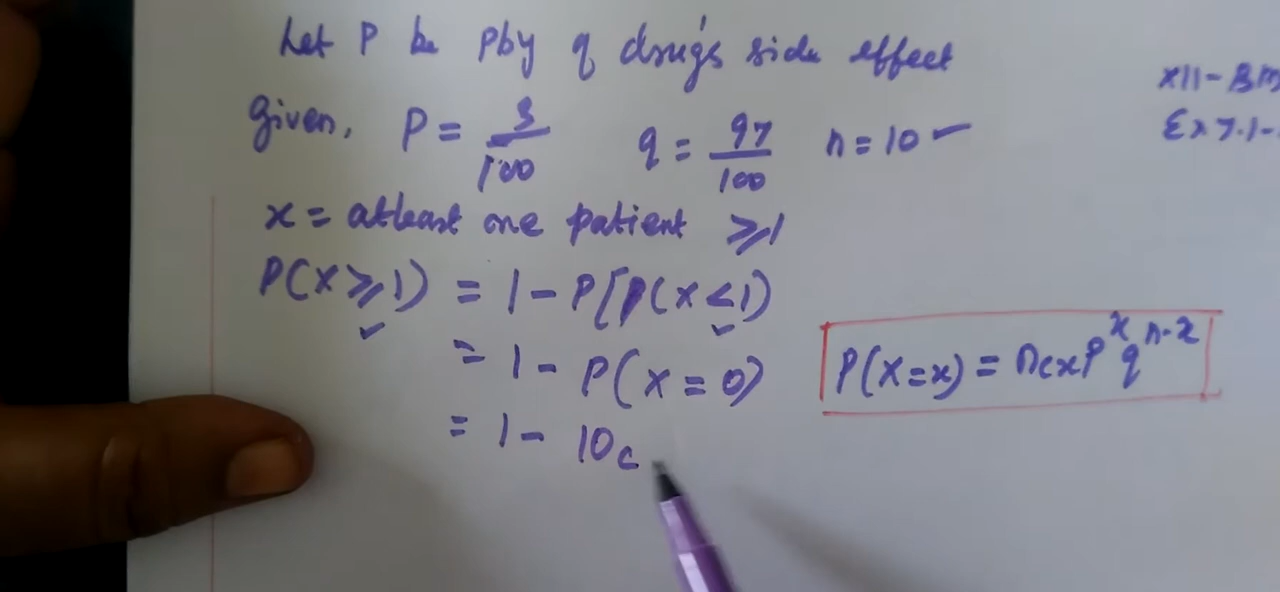 Let P be pby q drug's side effect
given, P = 3/100 q = 97/100 n = 10
x = atleast one patient ≥1
P(X≥1) = 1 - P[P(X<1)
= 1 - P(X=0)
= 1 - 10c
P(X=x) = ncx p^x q^n-x
XII - BM
Ex 7.1-